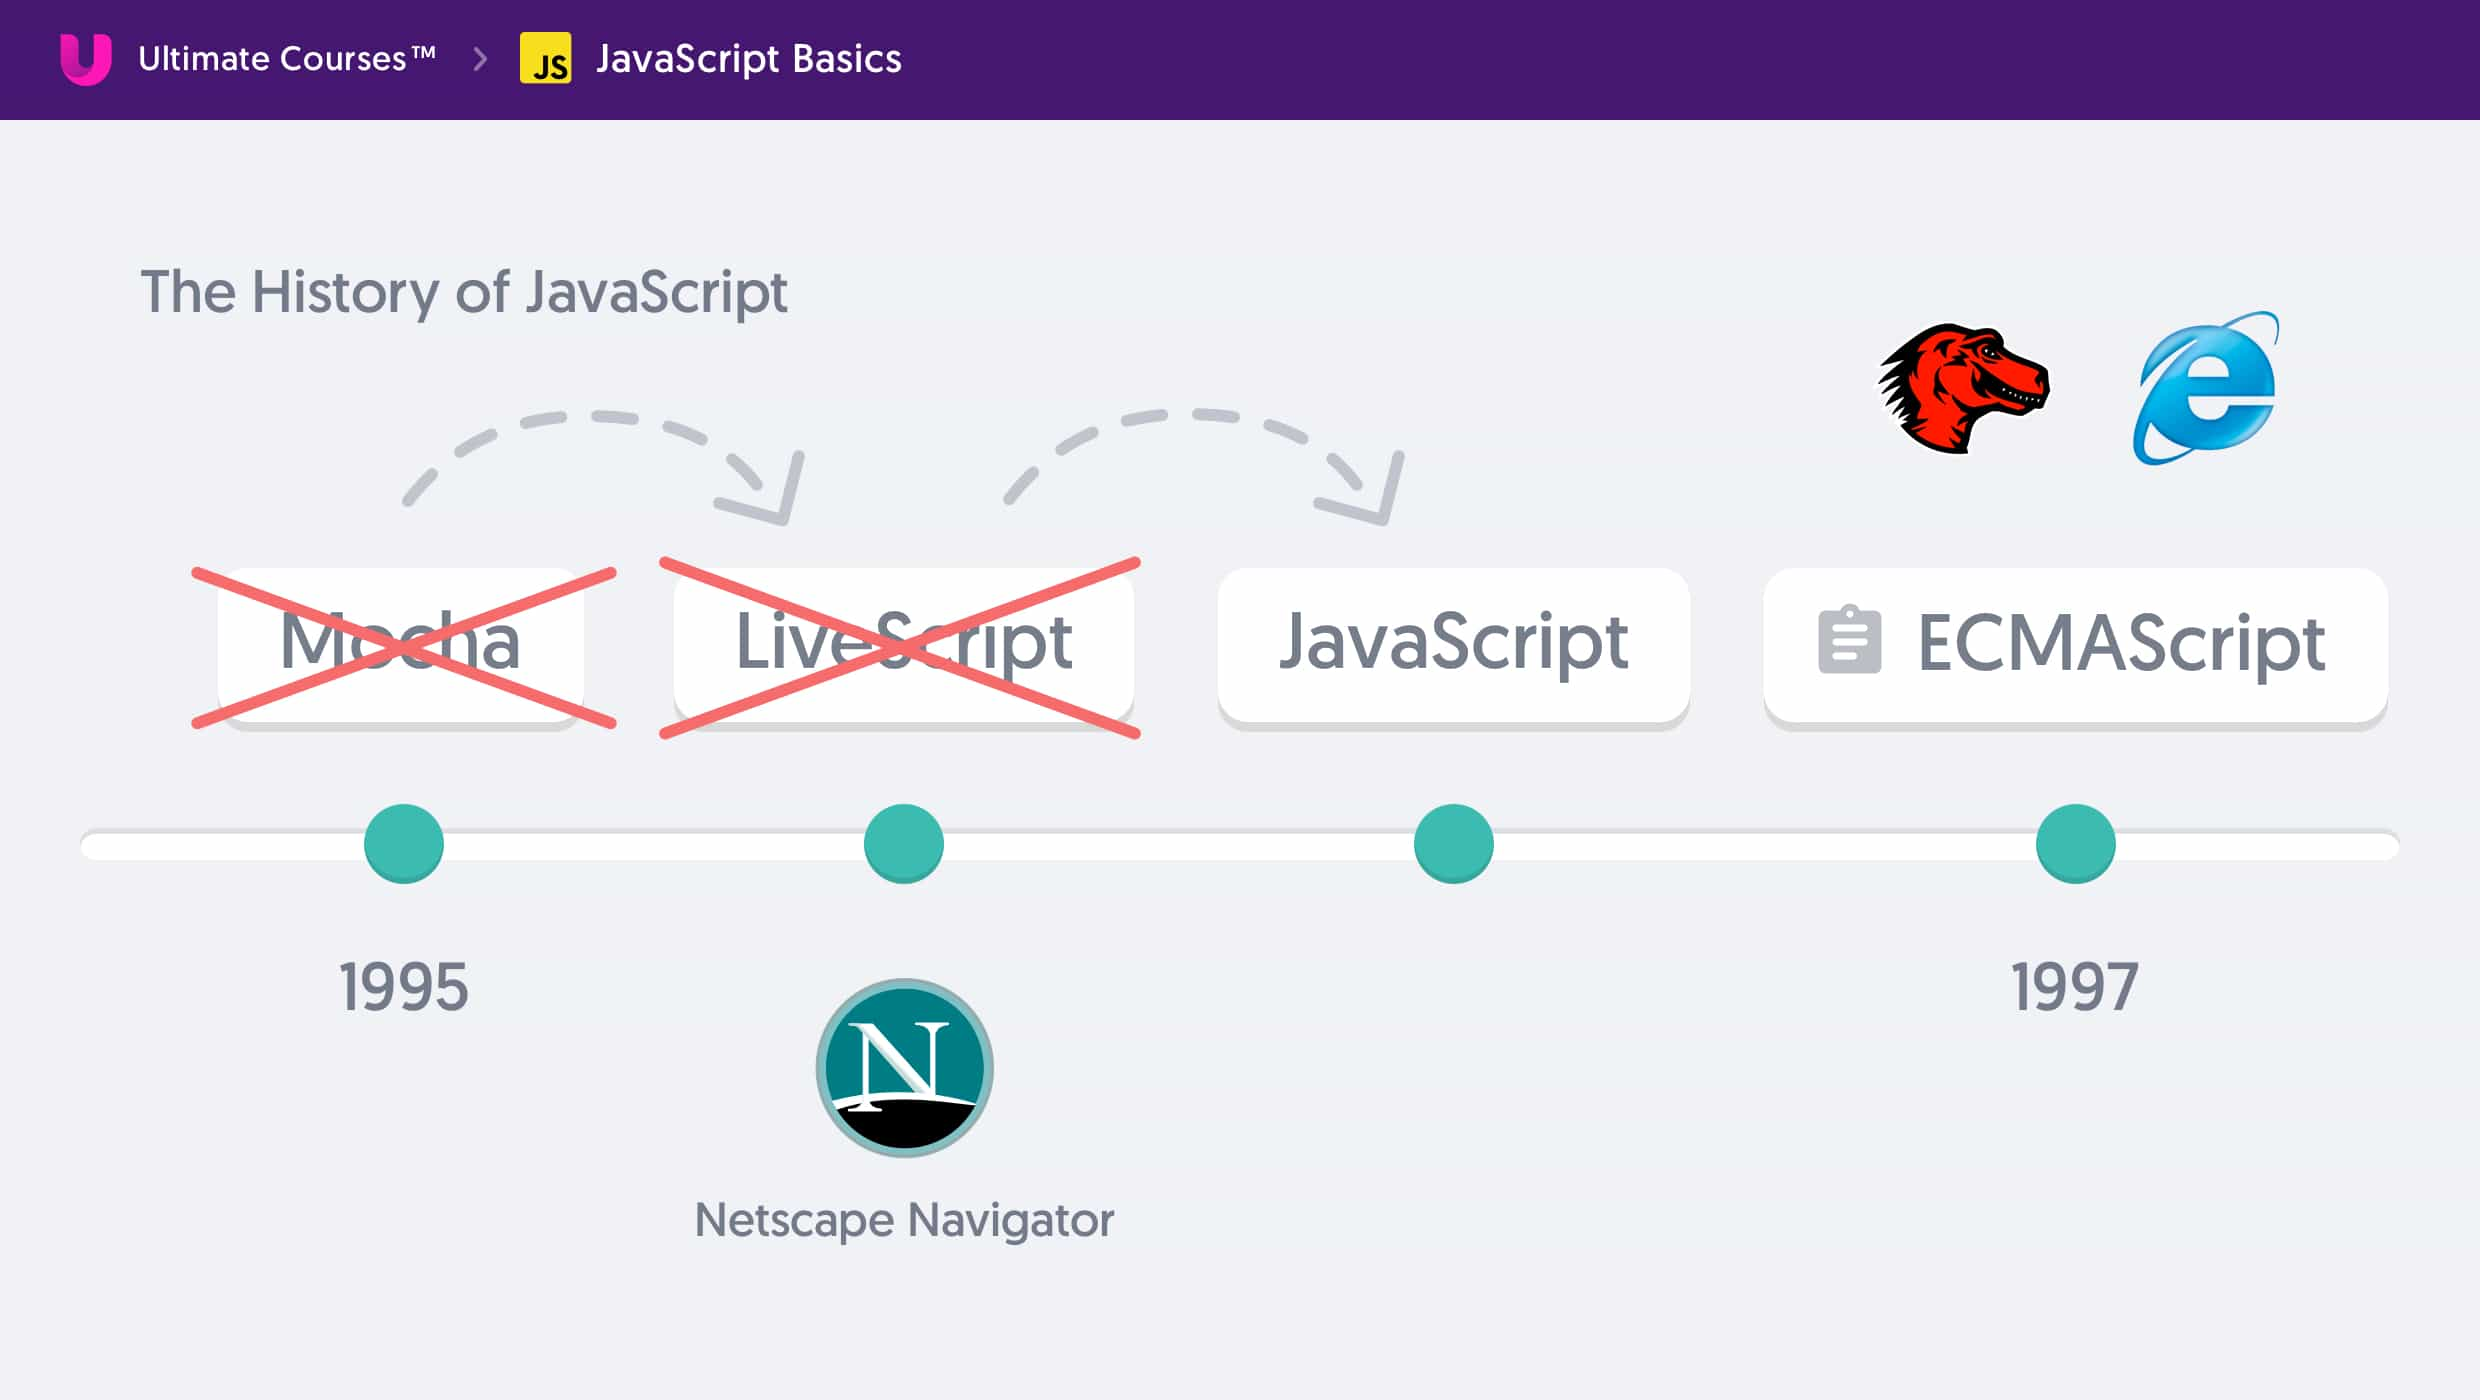 Ultimate Courses™ > JS JavaScript Basics
The History of JavaScript
Mocha
LiveScript
JavaScript
ECMAScript
1995
1997
N
Netscape Navigator